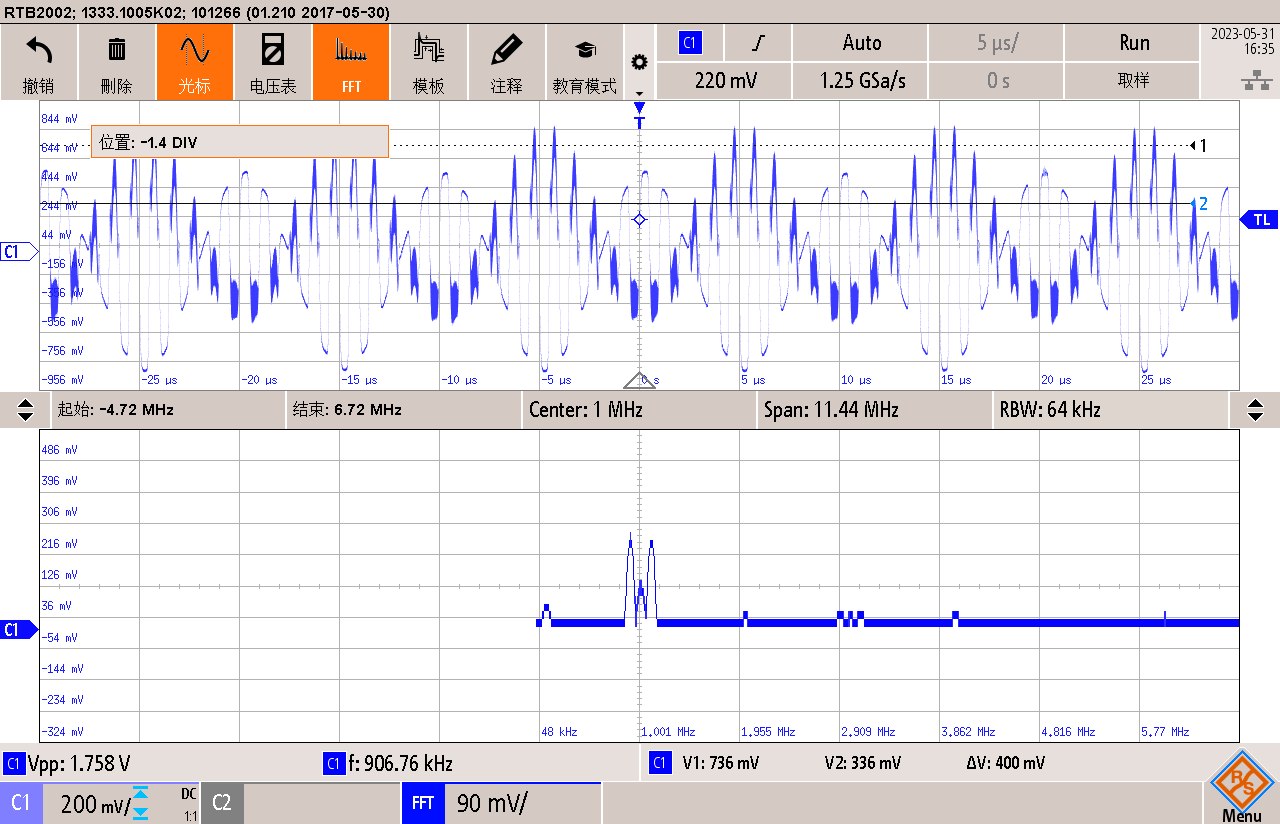 RTB2002; 1333.1005K02; 101266 (01.210 2017-05-30)
撤销 删除 光标 电压表 FFT 模板 注释 教育模式
C1 Auto 5 µs/ Run
220 mV 1.25 GSa/s 0 s 取样
2023-05-31
16:35
844 mV
T
位置: -1.4 DIV
644 mV
1
444 mV
244 mV
2
TL
44 mV
C1
-156 mV
-356 mV
-556 mV
-756 mV
-956 mV -25 µs -20 µs -15 µs -10 µs -5 µs 0 s 5 µs 10 µs 15 µs 20 µs 25 µs
起始: -4.72 MHz 结束: 6.72 MHz Center: 1 MHz Span: 11.44 MHz RBW: 64 kHz
486 mV
396 mV
306 mV
216 mV
126 mV
36 mV
C1
-54 mV
-144 mV
-234 mV
-324 mV 48 kHz 1.001 MHz 1.955 MHz 2.909 MHz 3.862 MHz 4.816 MHz 5.77 MHz
C1 Vpp: 1.758 V C1 f: 906.76 kHz C1 V1: 736 mV V2: 336 mV ΔV: 400 mV
C1 200 mV/ DC 1:1 C2 FFT 90 mV/
R S
Menu